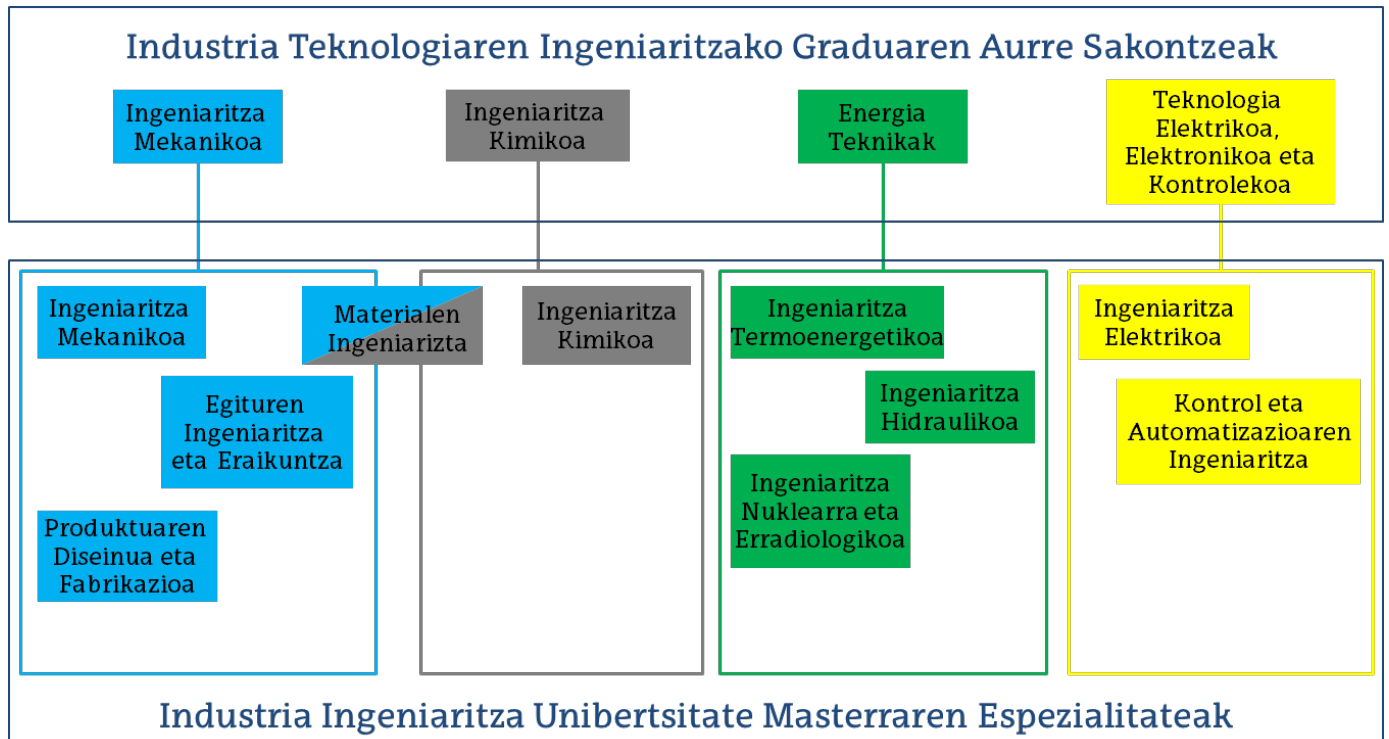 Industria Teknologiaren Ingeniaritzako Graduaren Aurre Sakontzeak
Ingeniaritza
Mekanikoa
Ingeniaritza
Kimikoa
Energia
Teknikak
Teknologia
Elektrikoa,
Elektronikoa eta
Kontrolekoa
Ingeniaritza
Mekanikoa
Materialen
Ingeniarizta
Ingeniaritza
Kimikoa
Ingeniaritza
Termoenergetikoa
Ingeniaritza
Elektrikoa
Egituren
Ingeniaritza
eta Eraikuntza
Ingeniaritza
Hidraulikoa
Kontrol eta
Automatizazioaren
Ingeniaritza
Produktuaren
Diseinua eta
Fabrikazioa
Ingeniaritza
Nuklearra eta
Erradiologikoa
Industria Ingeniaritza Unibertsitate Masterraren Espezialitateak